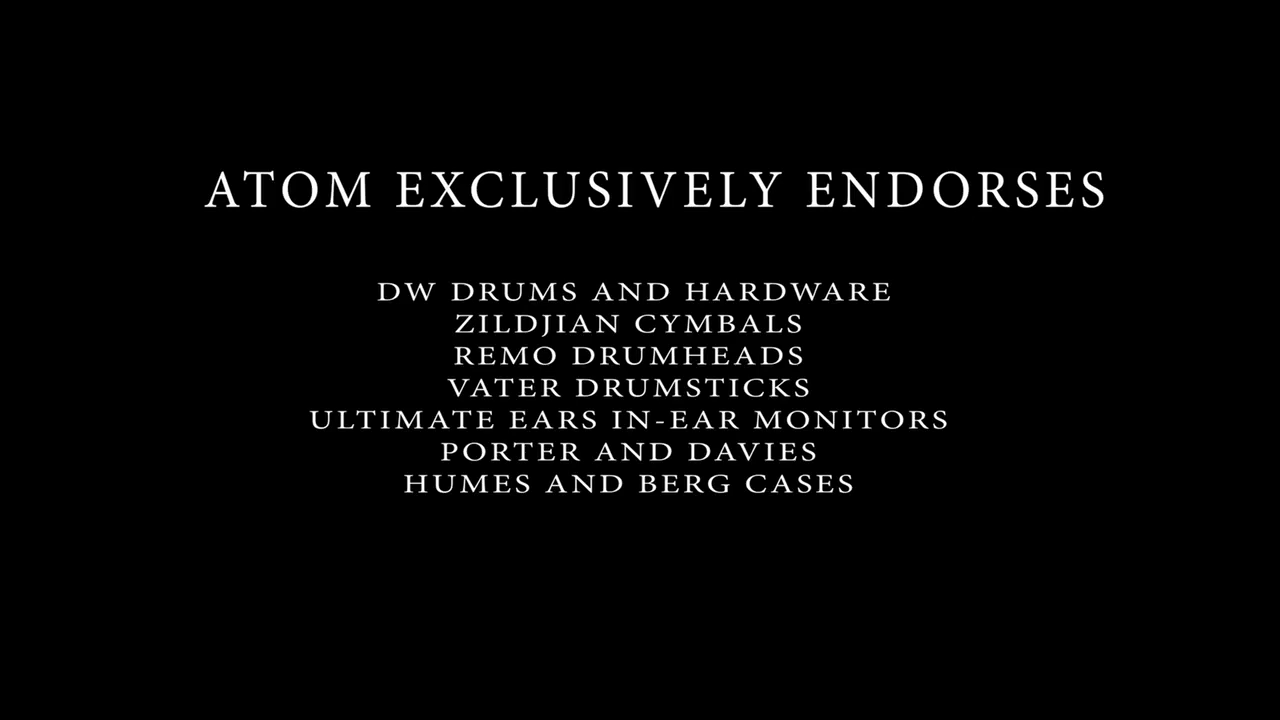 ATOM EXCLUSIVELY ENDORSES
DW DRUMS AND HARDWARE
ZILDJIAN CYMBALS
REMO DRUMHEADS
VATER DRUMSTICKS
ULTIMATE EARS IN-EAR MONITORS
PORTER AND DAVIES
HUMES AND BERG CASES